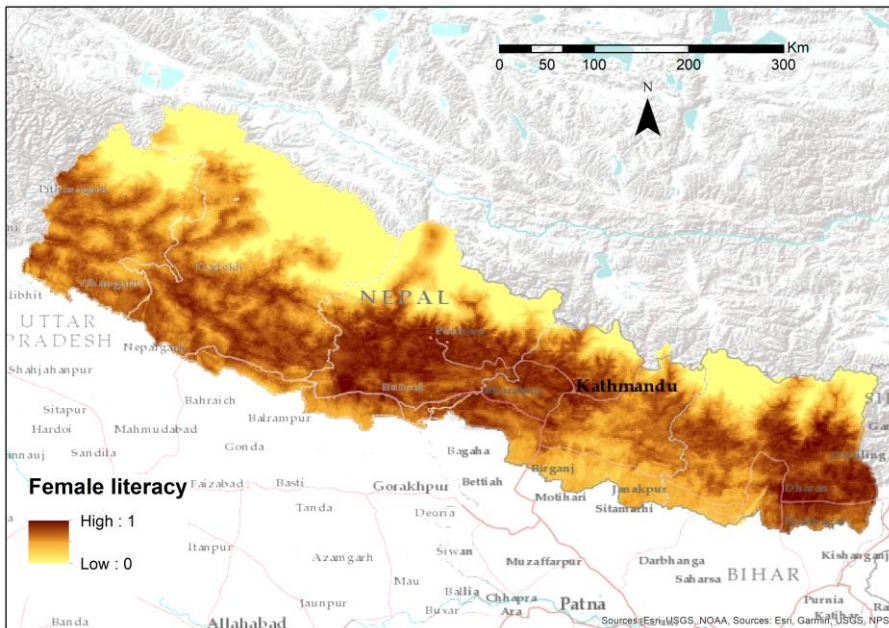 Km
0 50 100 200 300
N
NEPAL
Kathmandu
UTTAR
PRADESH
Shahjahanpur
Bahraich
Sitapur
Hardoi
Mahmudabad
Balrampur
Sandila
Gonda
Bagaha
Birganj
Janakpur
Dharan
Female literacy
High : 1
Low : 0
Faizabad
Basti
Gorakhpur
Bettiah
Motihari
Sitamarhi
Tanda
Deoria
Siwan
Azamgarh
Muzaffarpur
Darbhanga
Saharsa
BIHAR
Kishanganj
Mau
Ballia
Chhapra
Ara
Patna
Purnia
Katihar
Jaunpur
Buxar
Banda
Allahabad
Sources: Esri, USGS, NOAA, Sources: Esri, Garmin, USGS, NPS